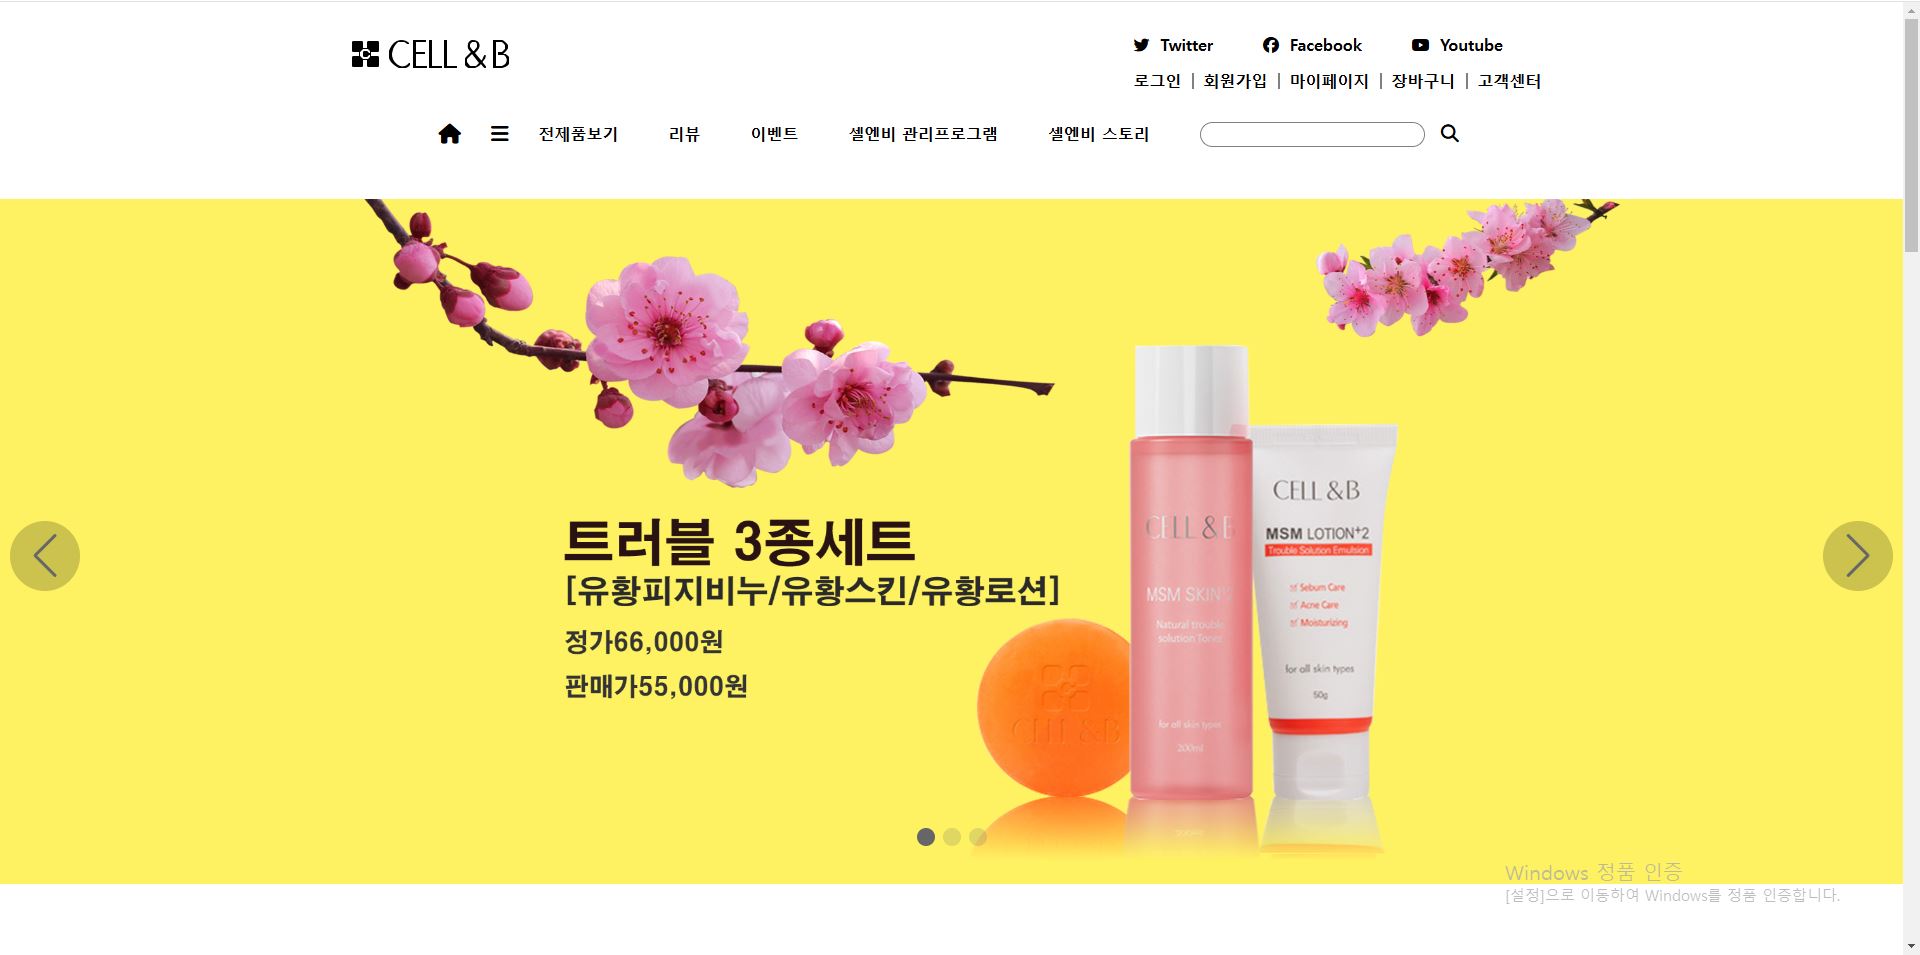 CELL & B
Twitter Facebook Youtube
로그인 | 회원가입 | 마이페이지 | 장바구니 | 고객센터
전제품보기 리뷰 이벤트 셀엔비 관리프로그램 셀엔비 스토리
트러블 3종세트
[유황피지비누/유황스킨/유황로션]
정가66,000원
판매가55,000원
CELL & B
CELL & B
MSM SKIN+2
Natural trouble
solution Toner
for all skin types
200ml
CELL & B
MSM LOTION+2
Trouble Solution Emulsion
Sebum Care
Acne Care
Moisturizing
for all skin types
50g
Windows 정품 인증
[설정]으로 이동하여 Windows를 정품 인증합니다.